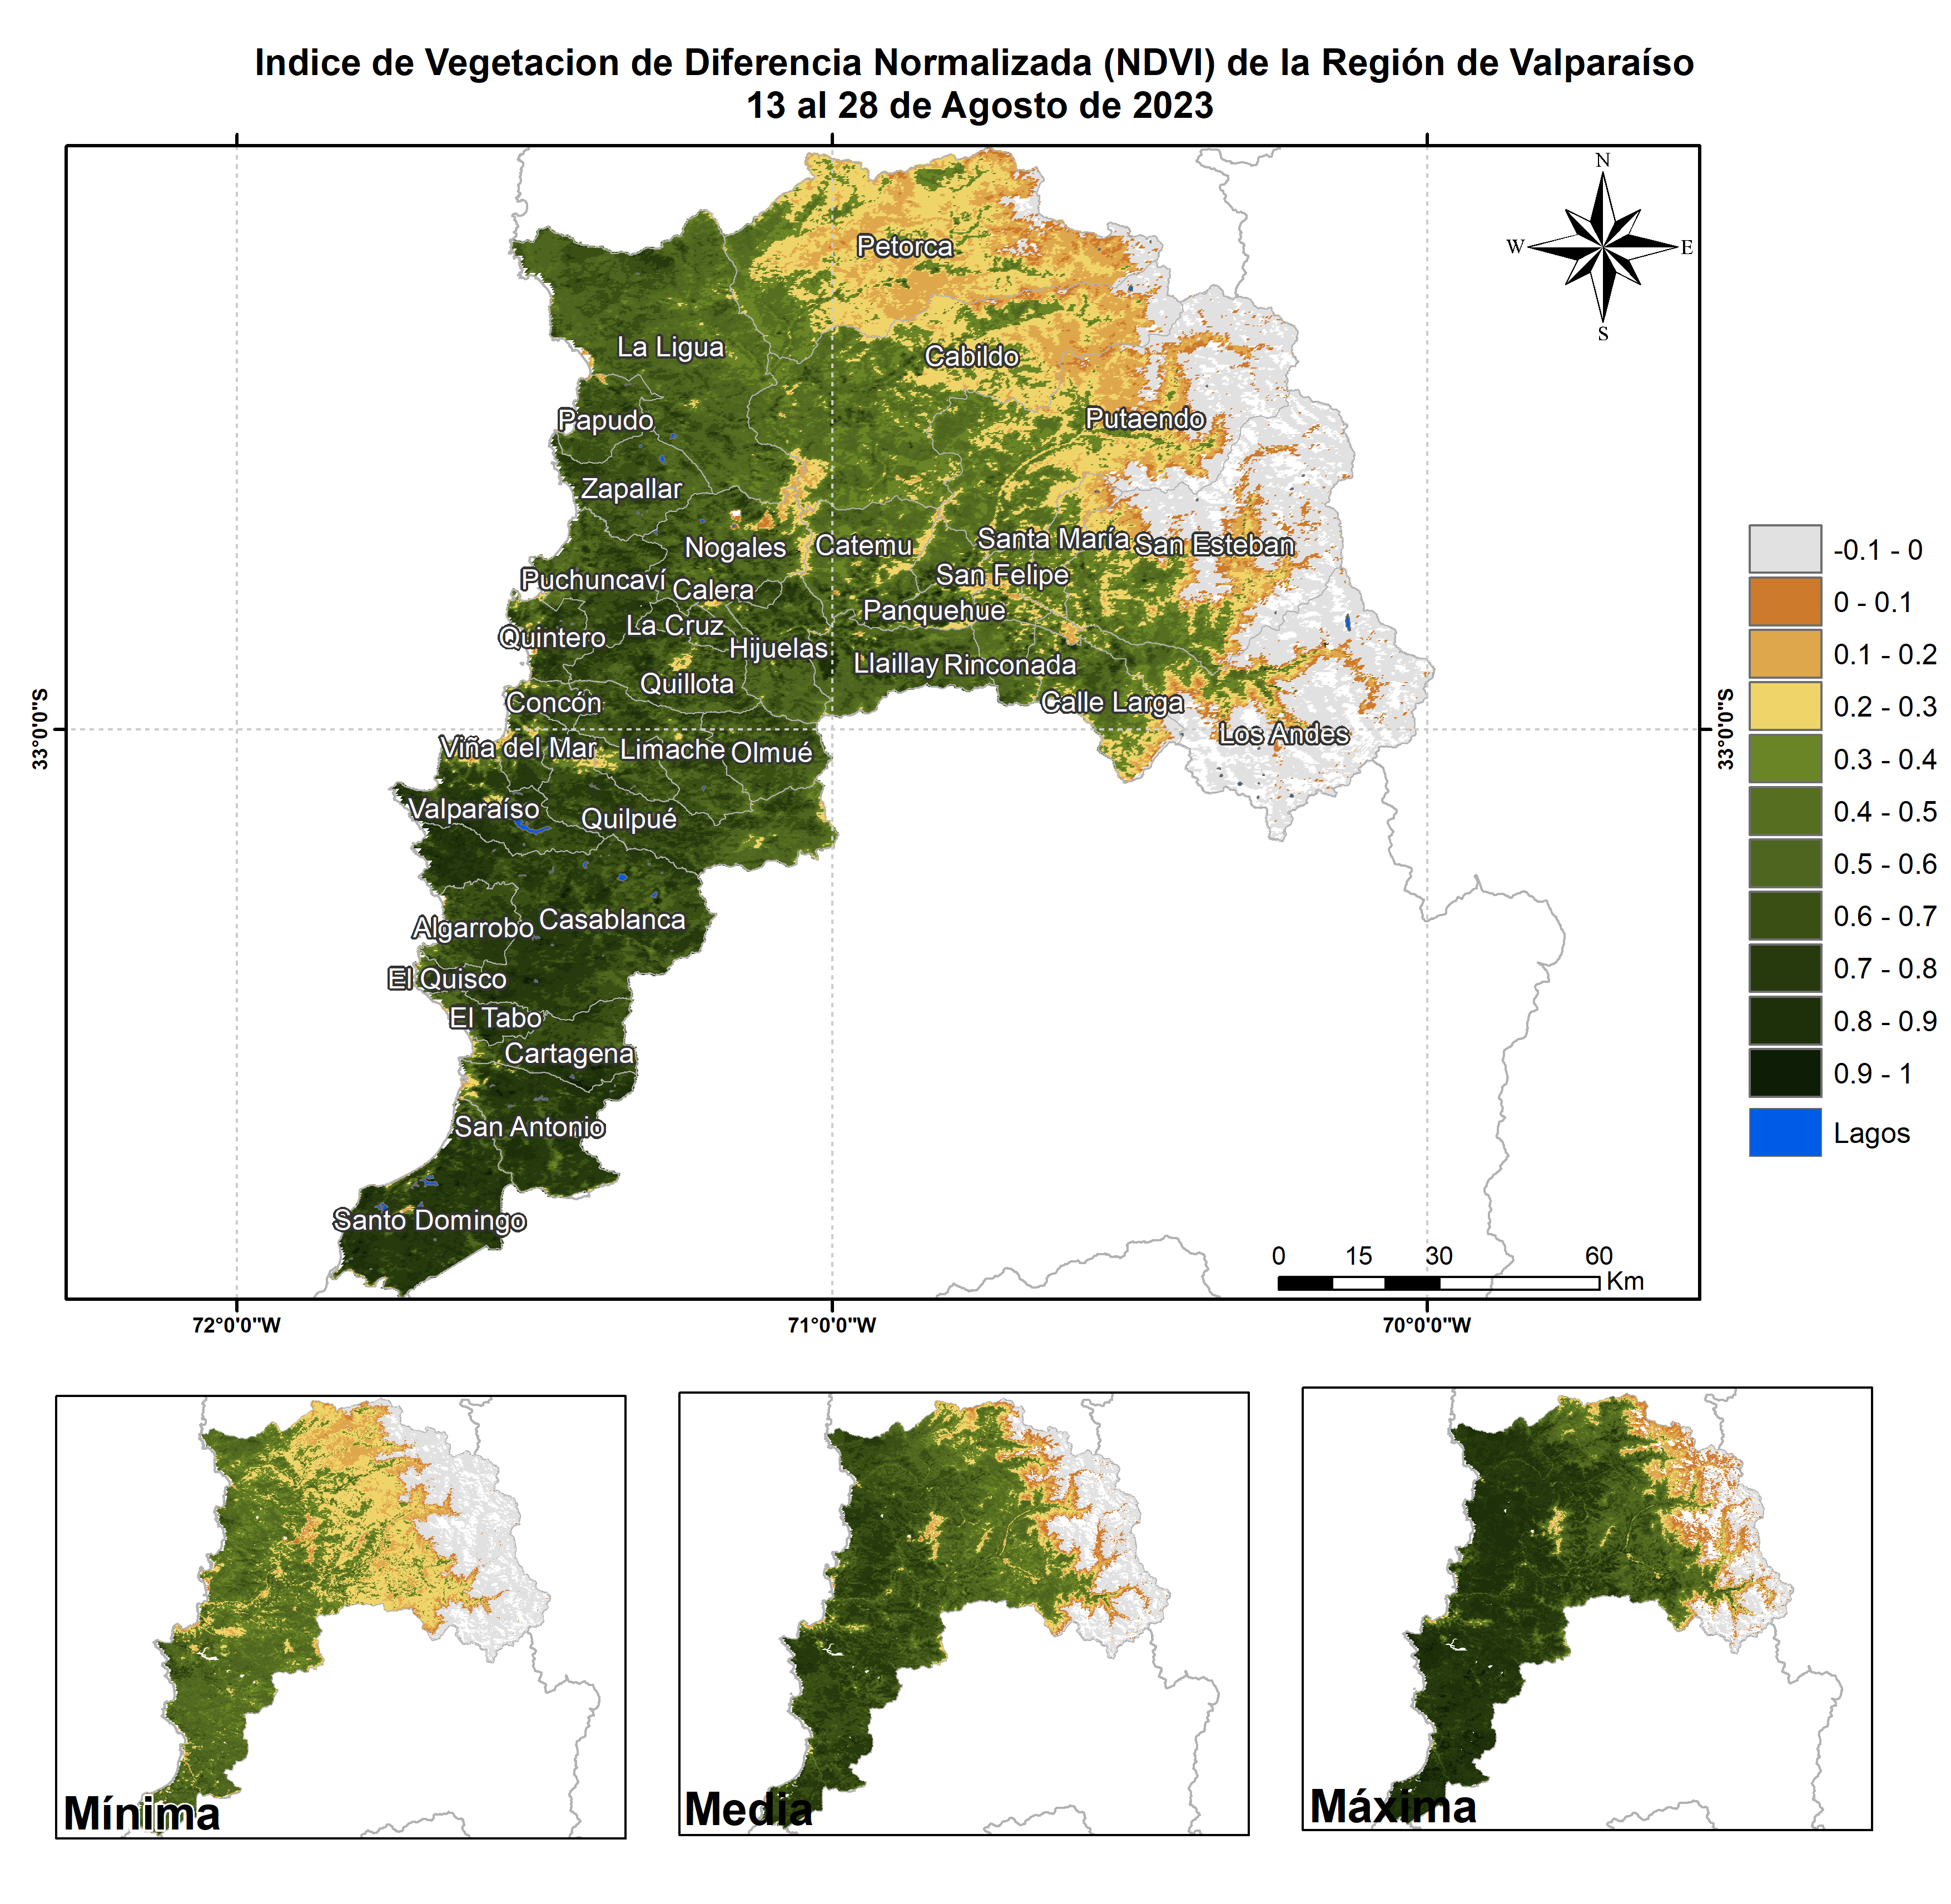 Indice de Vegetacion de Diferencia Normalizada (NDVI) de la Región de Valparaíso
13 al 28 de Agosto de 2023
N
W
E
S
Petorca
La Ligua
Cabildo
Papudo
Putaendo
Zapallar
Nogales
Catemu
Santa María
San Esteban
Puchuncaví
Calera
San Felipe
Panquehue
La Cruz
Quintero
Hijuelas
Llaillay
Rinconada
Quillota
Concón
Calle Larga
Los Andes
Viña del Mar
Limache
Olmué
Valparaíso
Quilpué
Algarrobo
Casablanca
El Quisco
El Tabo
Cartagena
San Antonio
Santo Domingo
33°0'0"S
33°0'0"S
0 15 30 60
Km
72°0'0"W
71°0'0"W
70°0'0"W
-0.1 - 0
0 - 0.1
0.1 - 0.2
0.2 - 0.3
0.3 - 0.4
0.4 - 0.5
0.5 - 0.6
0.6 - 0.7
0.7 - 0.8
0.8 - 0.9
0.9 - 1
Lagos
Mínima
Media
Máxima